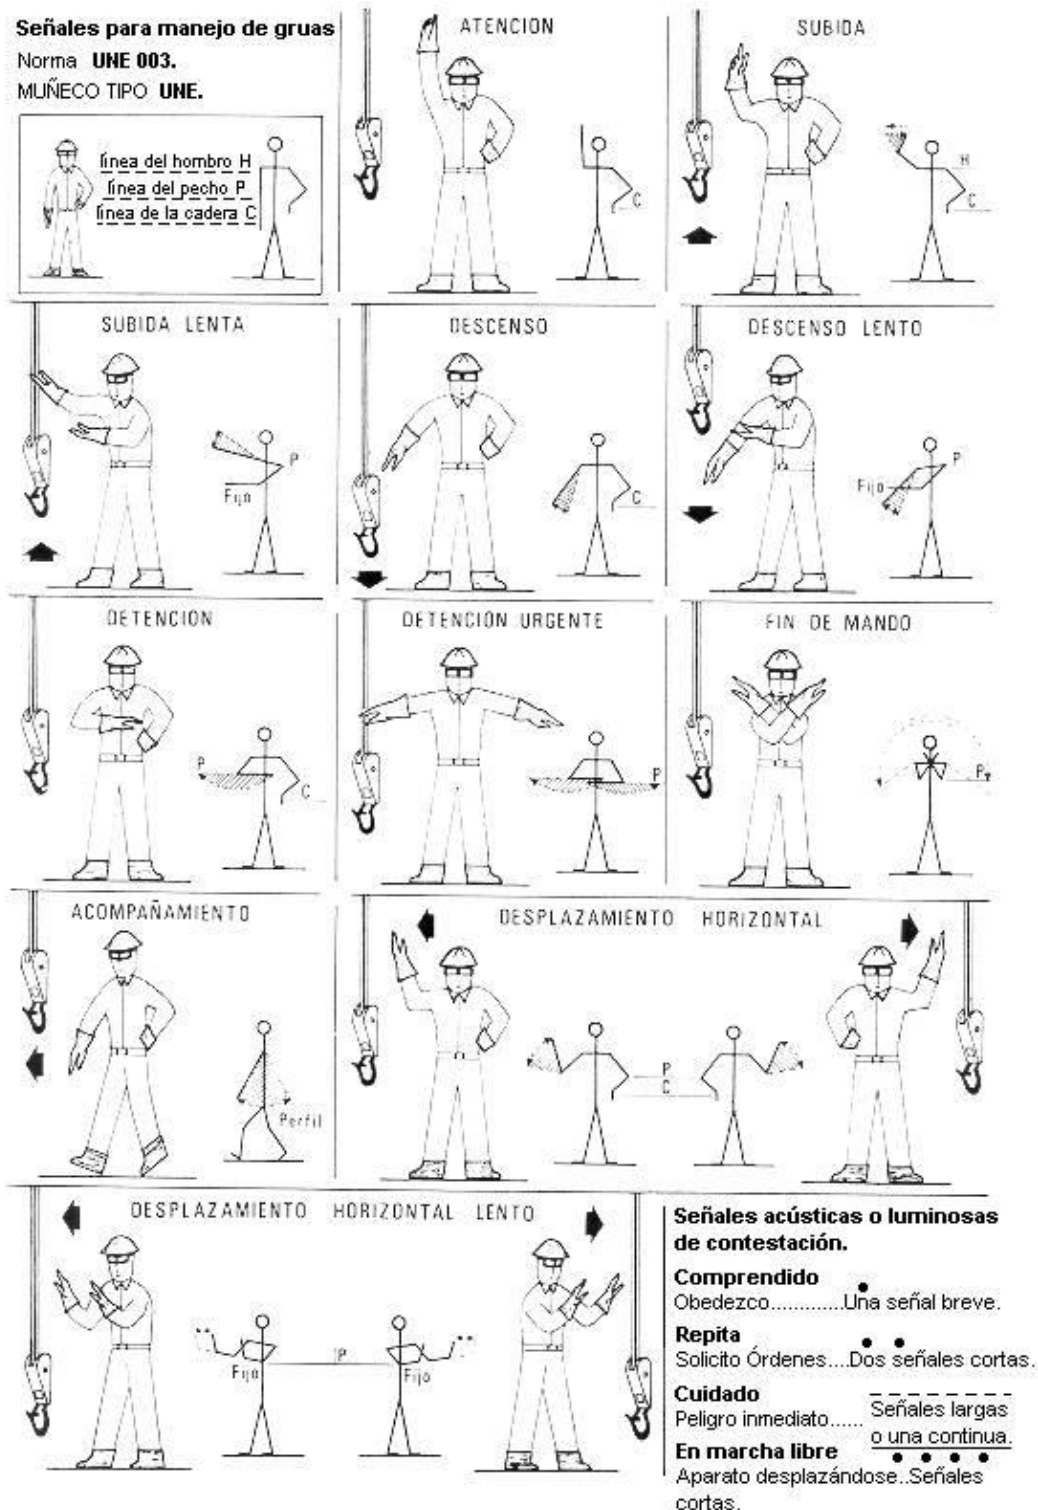 Señales para manejo de gruas
Norma UNE 003.
MUÑECO TIPO UNE.
línea del hombro H
línea del pecho P
línea de la cadera C
ATENCION
C
SUBIDA
H
C
SUBIDA LENTA
P
Fijo
DESCENSO
C
DESCENSO LENTO
P
Fijo
DETENCION
P
C
DETENCION URGENTE
P
FIN DE MANDO
P
ACOMPAÑAMIENTO
Perfil
DESPLAZAMIENTO HORIZONTAL
P
C
DESPLAZAMIENTO HORIZONTAL LENTO
P
Fijo
Fijo
Señales acústicas o luminosas
de contestación.
Comprendido
Obedezco.............Una señal breve.
Repita
Solicito Órdenes....Dos señales cortas.
Cuidado
Peligro inmediato...... Señales largas
o una continua.
En marcha libre
Aparato desplazándose..Señales
cortas.